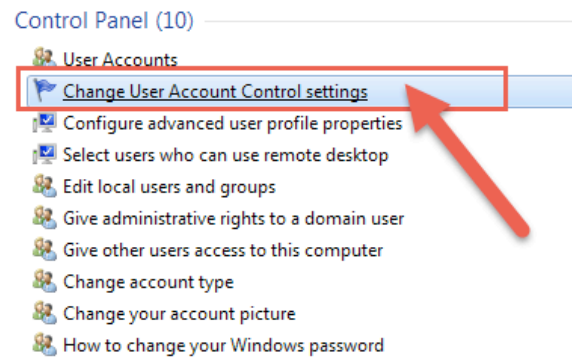 Control Panel (10)
User Accounts
Change User Account Control settings
Configure advanced user profile properties
Select users who can use remote desktop
Edit local users and groups
Give administrative rights to a domain user
Give other users access to this computer
Change account type
Change your account picture
How to change your Windows password